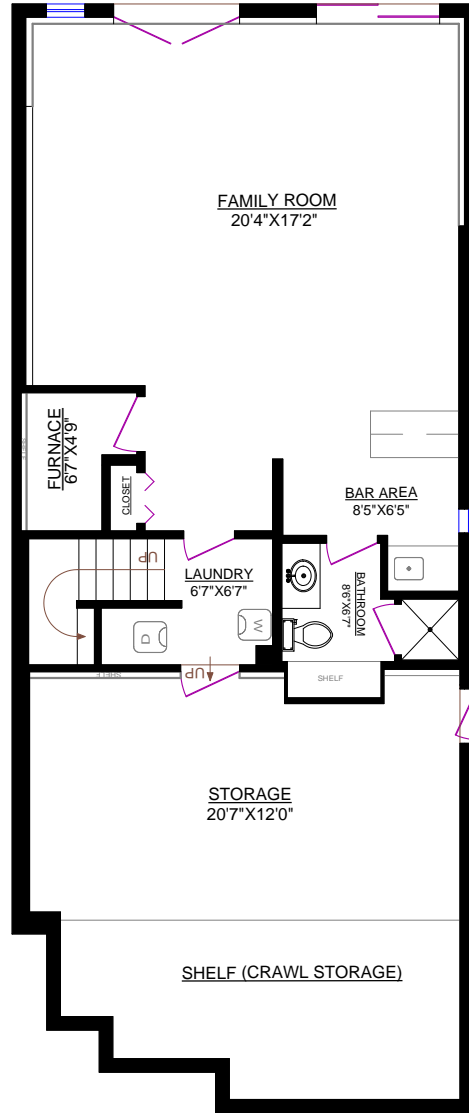 FAMILY ROOM
20'4"X17'2"
FURNACE
6'7"X4'9"
SHELF
CLOSET
BAR AREA
8'5"X6'5"
UP
LAUNDRY
6'7"X6'7"
BATHROOM
8'6"X6'7"
D
W
UP
SHELF
SHELF
STORAGE
20'7"X12'0"
SHELF (CRAWL STORAGE)